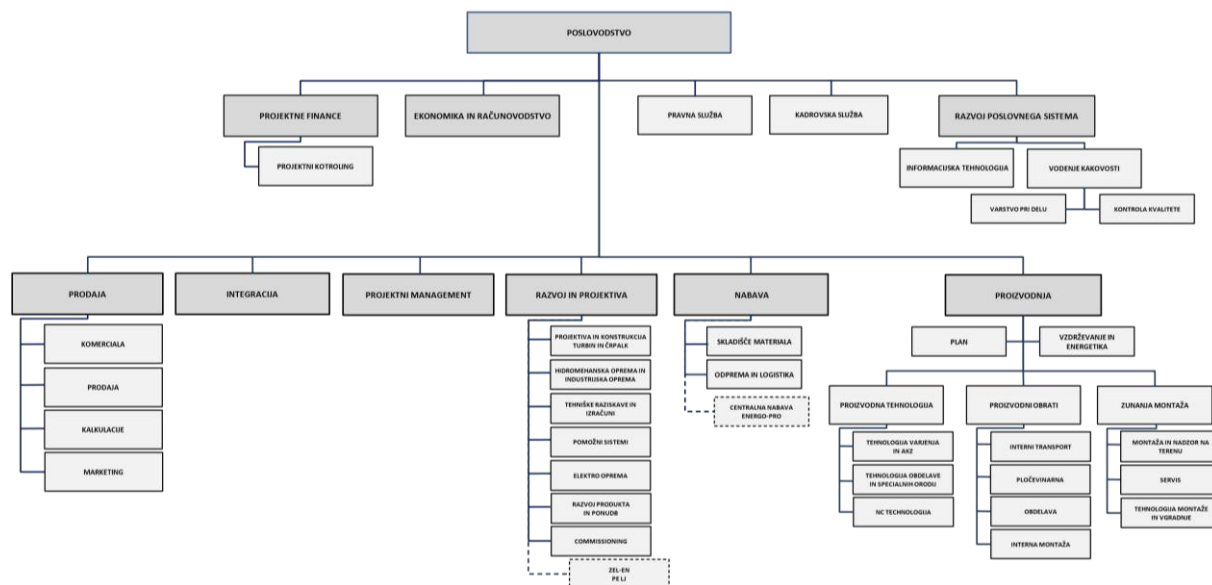 POSLOVODSTVO
PROJEKTNE FINANCE
EKONOMIKA IN RAČUNOVODSTVO
PRAVNA SLUŽBA
KADROVSKA SLUŽBA
RAZVOJ POSLOVNEGA SISTEMA
PROJEKTNI KOTROLING
INFORMACIJSKA TEHNOLOGIJA
VODENJE KAKOVOSTI
VARSTVO PRI DELU
KONTROLA KVALITETE
PRODAJA
INTEGRACIJA
PROJEKTNI MANAGEMENT
RAZVOJ IN PROJEKTIVA
NABAVA
PROIZVODNJA
KOMERCIALA
PRODAJA
KALKULACIJE
MARKETING
PROJEKTIVA IN KONSTRUKCIJA
TURBIN IN ČRPALK
HIDROMEHANSKA OPREMA IN
INDUSTRIJSKA OPREMA
TEHNIŠKE RAZISKAVE IN
IZRAČUNI
POMOŽNI SISTEMI
ELEKTRO OPREMA
RAZVOJ PRODUKTA
IN PONUDB
COMMISSIONING
ZEL-EN
PE LJ
SKLADIŠČE MATERIALA
ODPREMA IN LOGISTIKA
CENTRALNA NABAVA
ENERGO-PRO
PLAN
VZDRŽEVANJE IN
ENERGETIKA
PROIZVODNA TEHNOLOGIJA
PROIZVODNI OBRATI
ZUNANJA MONTAŽA
TEHNOLOGIJA VARJENJA
IN AKZ
TEHNOLOGIJA OBDELAVE
IN SPECIALNIH ORODIJ
NC TECHNOLOGIJA
INTERNI TRANSPORT
PLOČEVINARNA
OBDELAVA
INTERNA MONTAŽA
MONTAŽA IN NADZOR NA
TERENU
SERVIS
TEHNOLOGIJA MONTAŽE
IN VGRADNJE